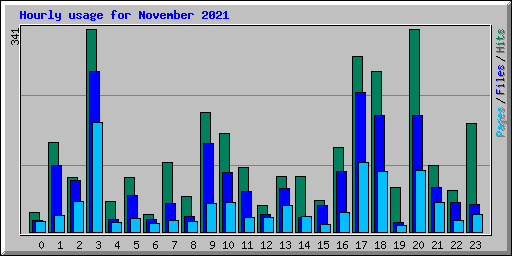 Hourly usage for November 2021
341
Pages / Files / Hits
0 1 2 3 4 5 6 7 8 9 10 11 12 13 14 15 16 17 18 19 20 21 22 23